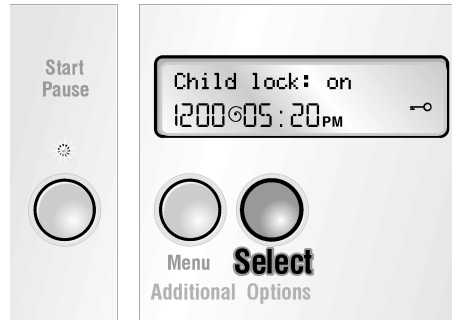 Start
Pause
Child lock: on
1200 05:20PM
Menu Select
Additional Options